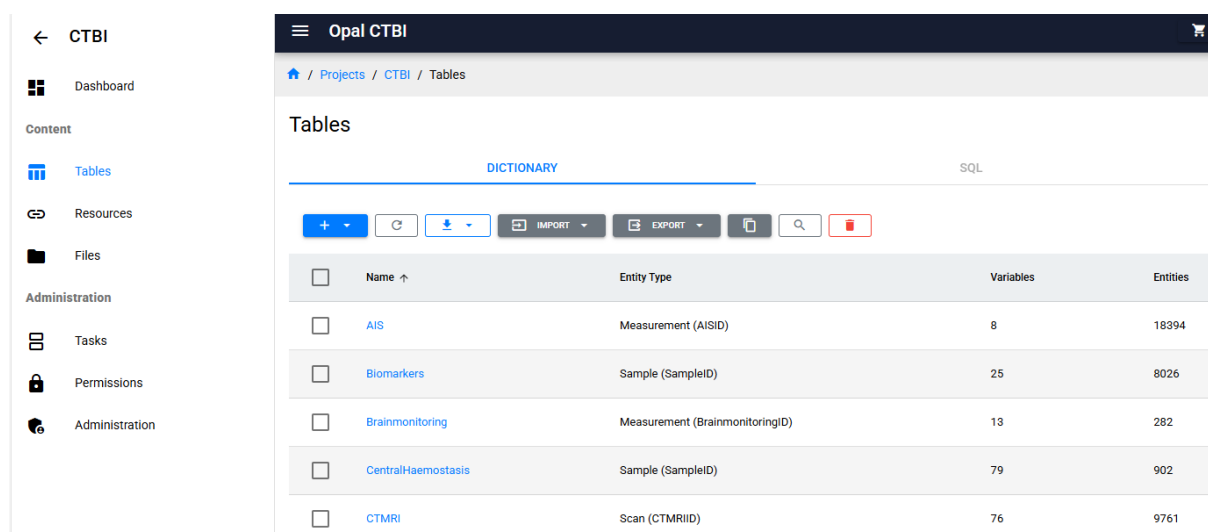 CTBI
Dashboard
Content
Tables
Resources
Files
Administration
Tasks
Permissions
Administration
Opal CTBI
/ Projects / CTBI / Tables
Tables
DICTIONARY SQL
IMPORT EXPORT
Name Entity Type Variables Entities
AIS Measurement (AISID) 8 18394
Biomarkers Sample (SampleID) 25 8026
Brainmonitoring Measurement (BrainmonitoringID) 13 282
CentralHaemostasis Sample (SampleID) 79 902
CTMRI Scan (CTMRIID) 76 9761